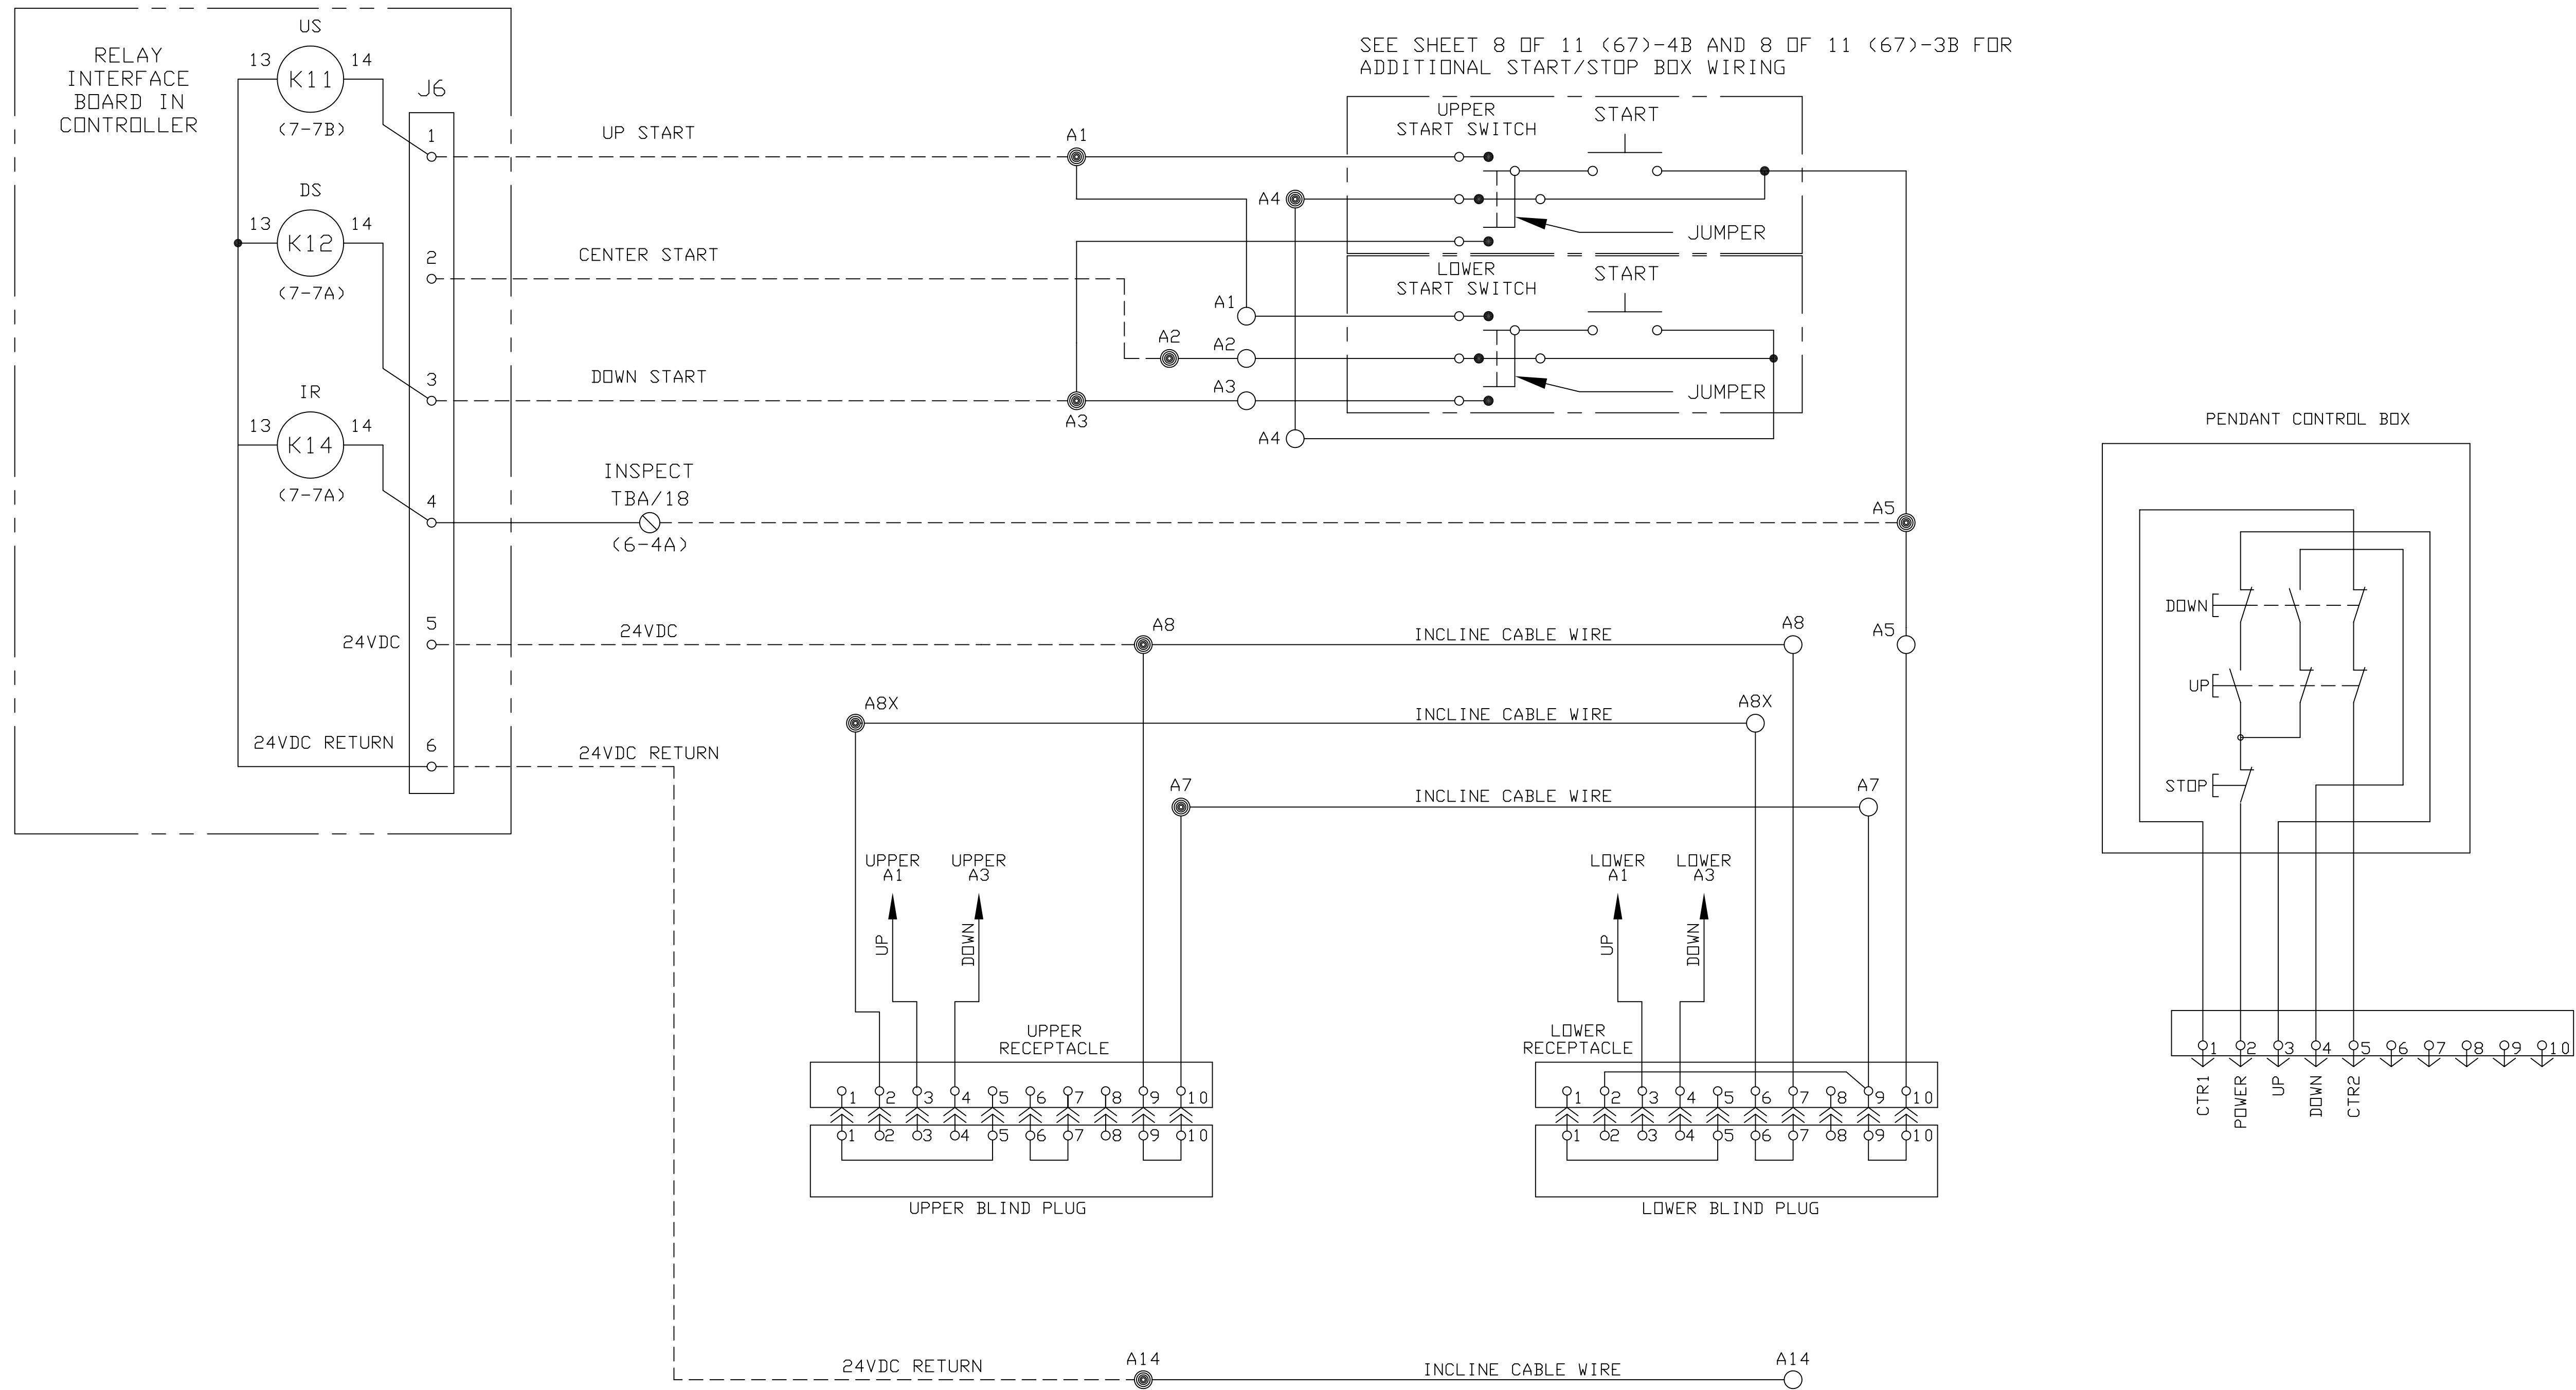 RELAY
INTERFACE
BOARD IN
CONTROLLER
US
13 K11 14
(7-7B)
DS
13 K12 14
(7-7A)
IR
13 K14 14
(7-7A)
J6
1
2
3
4
5
6
24VDC
24VDC RETURN
UP START
CENTER START
DOWN START
INSPECT
TBA/18
(6-4A)
24VDC
24VDC RETURN
SEE SHEET 8 OF 11 (67)-4B AND 8 OF 11 (67)-3B FOR
ADDITIONAL START/STOP BOX WIRING
UPPER
START SWITCH
START
JUMPER
LOWER
START SWITCH
START
JUMPER
A1
A4
A1
A2
A2
A3
A3
A4
A5
A5
A8
INCLINE CABLE WIRE
A8
A8X
INCLINE CABLE WIRE
A8X
A7
INCLINE CABLE WIRE
A7
UPPER
A1
UPPER
A3
UP
DOWN
UPPER
RECEPTACLE
1 2 3 4 5 6 7 8 9 10
1 2 3 4 5 6 7 8 9 10
UPPER BLIND PLUG
LOWER
A1
LOWER
A3
UP
DOWN
LOWER
RECEPTACLE
1 2 3 4 5 6 7 8 9 10
1 2 3 4 5 6 7 8 9 10
LOWER BLIND PLUG
24VDC RETURN
A14
INCLINE CABLE WIRE
A14
PENDANT CONTROL BOX
DOWN
UP
STOP
1 2 3 4 5 6 7 8 9 10
CTR1
POWER
UP
DOWN
CTR2